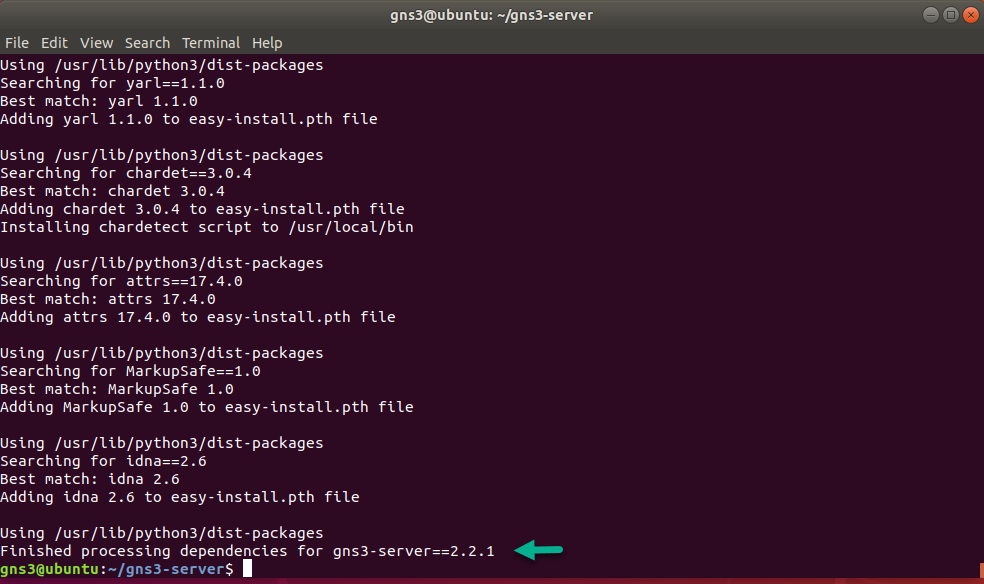 gns3@ubuntu: ~/gns3-server
File Edit View Search Terminal Help
Using /usr/lib/python3/dist-packages
Searching for yarl==1.1.0
Best match: yarl 1.1.0
Adding yarl 1.1.0 to easy-install.pth file

Using /usr/lib/python3/dist-packages
Searching for chardet==3.0.4
Best match: chardet 3.0.4
Adding chardet 3.0.4 to easy-install.pth file
Installing chardetect script to /usr/local/bin

Using /usr/lib/python3/dist-packages
Searching for attrs==17.4.0
Best match: attrs 17.4.0
Adding attrs 17.4.0 to easy-install.pth file

Using /usr/lib/python3/dist-packages
Searching for MarkupSafe==1.0
Best match: MarkupSafe 1.0
Adding MarkupSafe 1.0 to easy-install.pth file

Using /usr/lib/python3/dist-packages
Searching for idna==2.6
Best match: idna 2.6
Adding idna 2.6 to easy-install.pth file

Using /usr/lib/python3/dist-packages
Finished processing dependencies for gns3-server==2.2.1
gns3@ubuntu:~/gns3-server$